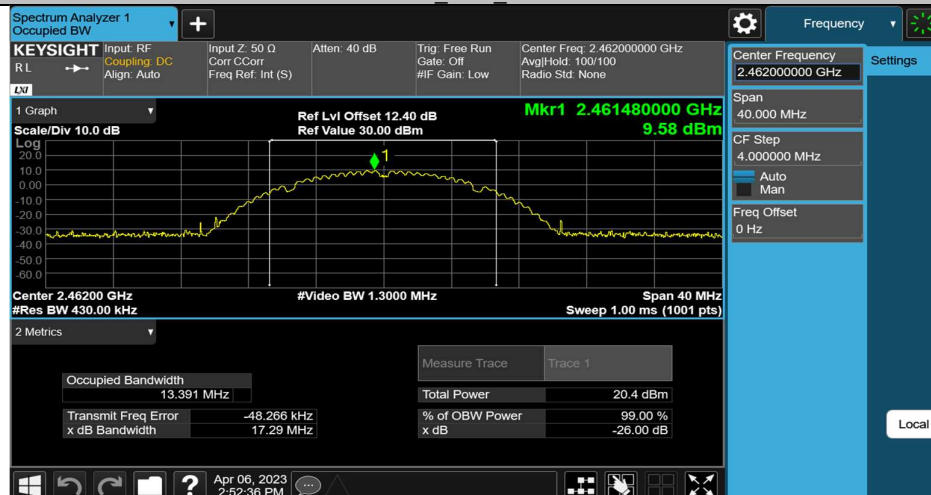 Spectrum Analyzer 1
Occupied BW
+
Frequency
KEYSIGHT
RL
LXI
Input: RF
Coupling: DC
Align: Auto
Input Z: 50 Ω
Corr CCorr
Freq Ref: Int (S)
Atten: 40 dB
Trig: Free Run
Gate: Off
#IF Gain: Low
Center Freq: 2.462000000 GHz
Avg|Hold: 100/100
Radio Std: None
Center Frequency
2.462000000 GHz
Settings
Span
40.000 MHz
CF Step
4.000000 MHz
Auto
Man
Freq Offset
0 Hz
Local
1 Graph
Scale/Div 10.0 dB
Ref Lvl Offset 12.40 dB
Ref Value 30.00 dBm
Mkr1 2.461480000 GHz
9.58 dBm
Log
20.0
10.0
0.00
-10.0
-20.0
-30.0
-40.0
-50.0
-60.0
1
Center 2.46200 GHz
#Res BW 430.00 kHz
#Video BW 1.3000 MHz
Span 40 MHz
Sweep 1.00 ms (1001 pts)
2 Metrics
Measure Trace Trace 1
Occupied Bandwidth
13.391 MHz
Total Power 20.4 dBm
Transmit Freq Error -48.266 kHz
% of OBW Power 99.00 %
x dB Bandwidth 17.29 MHz
x dB -26.00 dB
?
Apr 06, 2023
2:52:36 PM